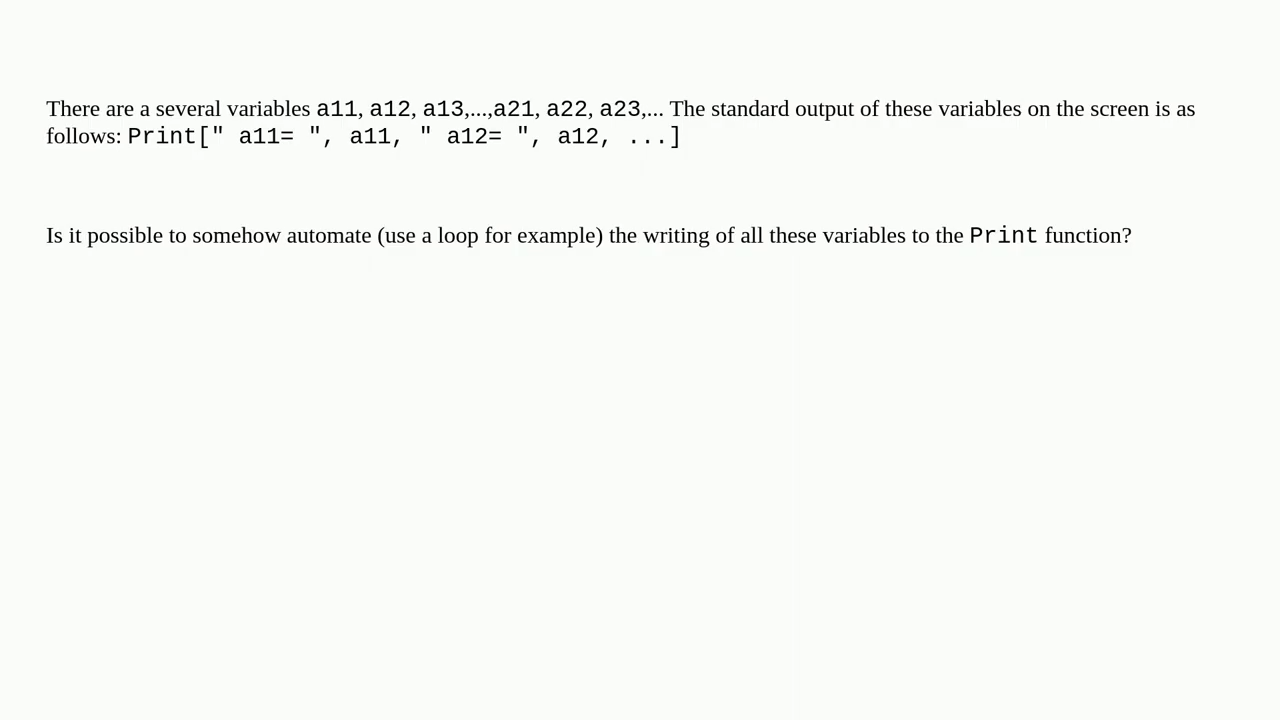 There are a several variables a11, a12, a13,...,a21, a22, a23,... The standard output of these variables on the screen is as
follows: Print[" a11= ", a11, " a12= ", a12, ...]
Is it possible to somehow automate (use a loop for example) the writing of all these variables to the Print function?